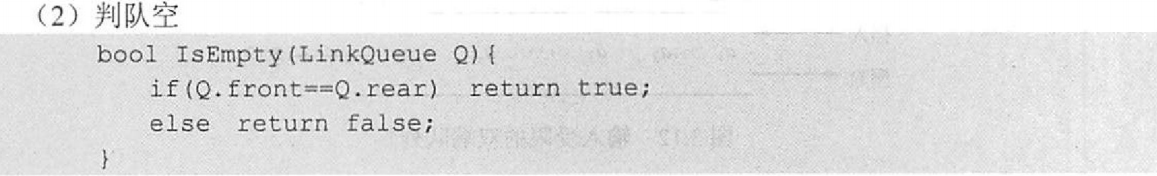 （2）判队空
bool IsEmpty(LinkQueue Q){
    if(Q.front==Q.rear)  return true;
    else  return false;
}